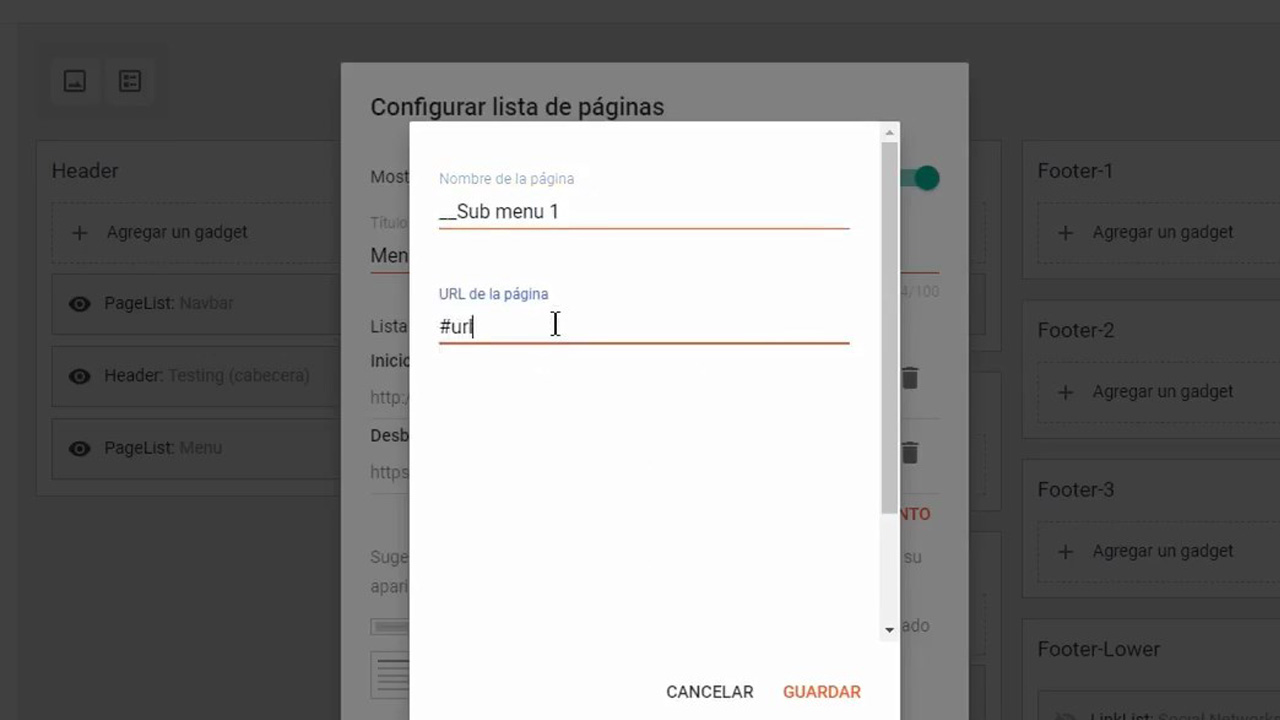 Configurar lista de páginas
Header
Agregar un gadget
PageList: Navbar
Header: Testing (cabecera)
PageList: Menu
Most
Título
Men
4/100
Lista
Inicio
http:/
Desb
https
NTO
Suge
su
apari
ado
Nombre de la página
__Sub menu 1
URL de la página
#url
CANCELAR
GUARDAR
Footer-1
Agregar un gadget
Footer-2
Agregar un gadget
Footer-3
Agregar un gadget
Footer-Lower
LinkList: Social Network